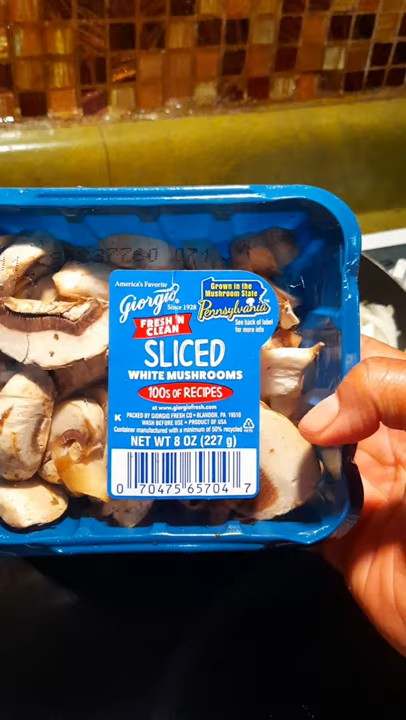 America's Favorite
Giorgio®
Since 1928
FRESH 'N
CLEAN
Grown in the
Mushroom State
Pennsylvania
See back of label
for more info
SLICED
WHITE MUSHROOMS
100s OF RECIPES
at www.giorgiofresh.com
K PACKED BY GIORGIO FRESH CO • BLANDON, PA 19510
WASH BEFORE USE • PRODUCT OF USA
Container manufactured with a minimum of 50% recycled
NET WT 8 OZ (227 g)
0 70475 65704 7